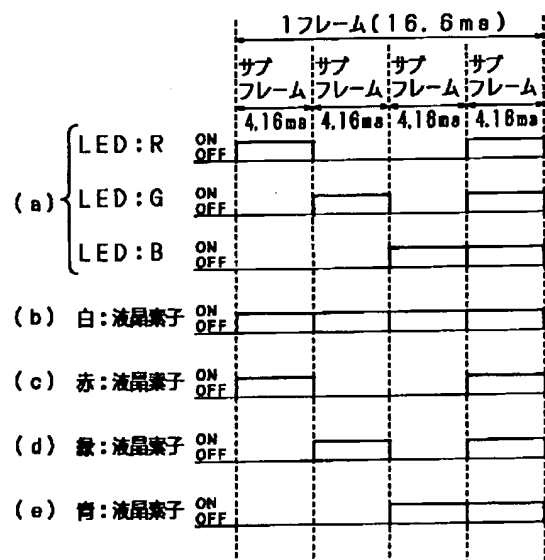 1フレーム(16.6ms)
サブ サブ サブ サブ
フレーム フレーム フレーム フレーム
4.16ms 4.16ms 4.16ms 4.16ms
(a)
LED:R ON
OFF
LED:G ON
OFF
LED:B ON
OFF
(b) 白:液晶素子 ON
OFF
(c) 赤:液晶素子 ON
OFF
(d) 緑:液晶素子 ON
OFF
(e) 青:液晶素子 ON
OFF